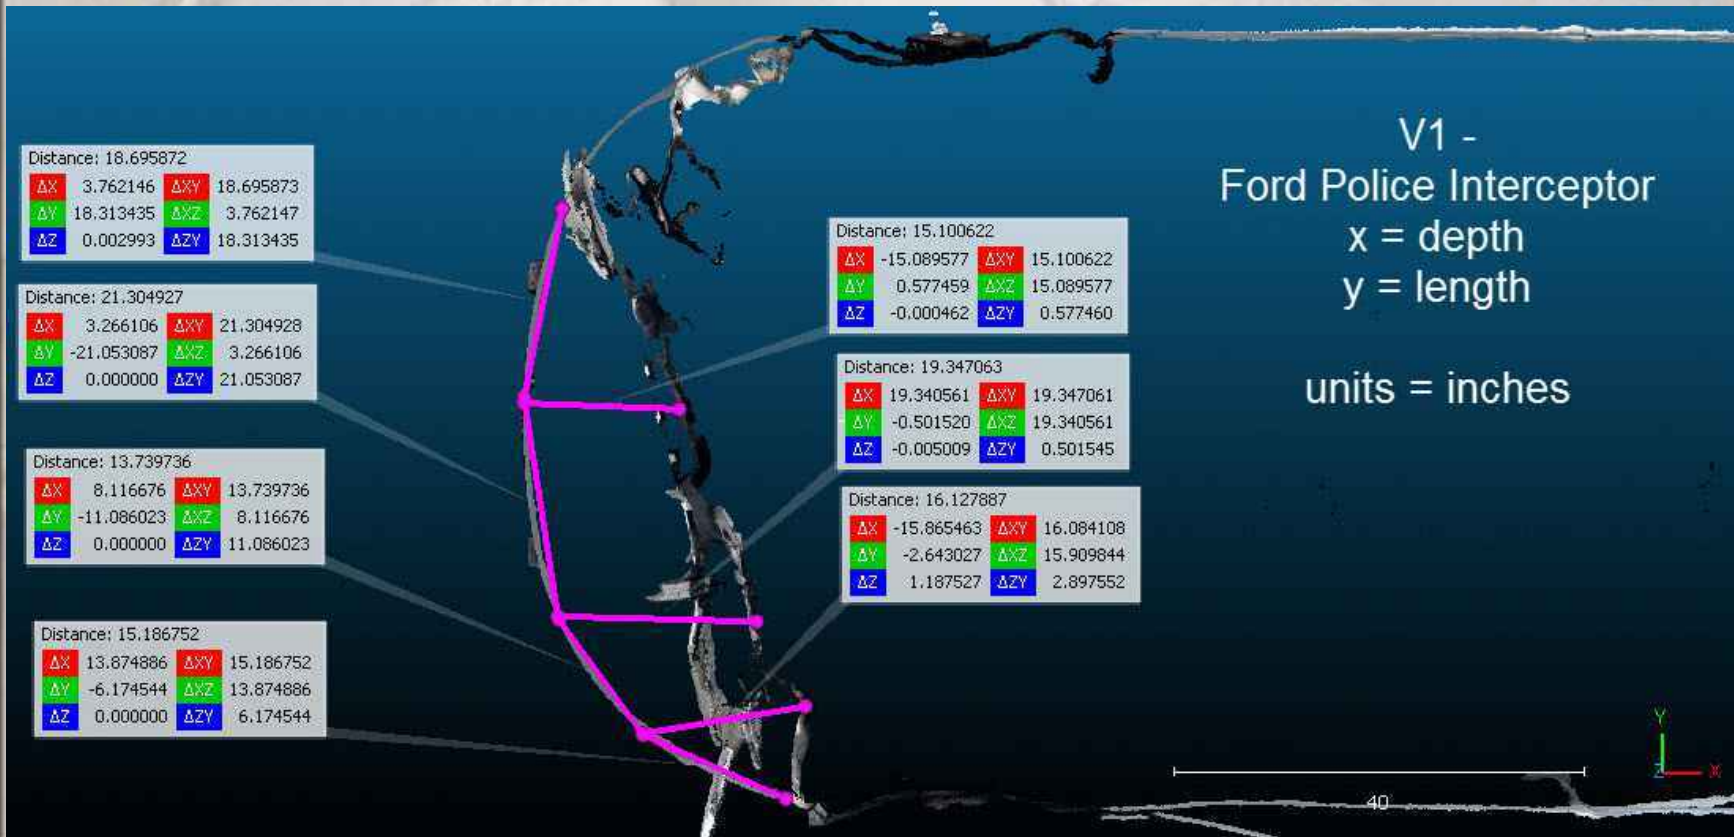 Distance: 18.695872
ΔX 3.762146 ΔXY 18.695873
ΔY 18.313435 ΔXZ 3.762147
ΔZ 0.002993 ΔZY 18.313435
Distance: 21.304927
ΔX 3.266106 ΔXY 21.304928
ΔY -21.053087 ΔXZ 3.266106
ΔZ 0.000000 ΔZY 21.053087
Distance: 13.739736
ΔX 8.116676 ΔXY 13.739736
ΔY -11.086023 ΔXZ 8.116676
ΔZ 0.000000 ΔZY 11.086023
Distance: 15.186752
ΔX 13.874886 ΔXY 15.186752
ΔY -6.174544 ΔXZ 13.874886
ΔZ 0.000000 ΔZY 6.174544
Distance: 15.100622
ΔX -15.089577 ΔXY 15.100622
ΔY 0.577459 ΔXZ 15.089577
ΔZ -0.000462 ΔZY 0.577460
Distance: 19.347063
ΔX 19.340561 ΔXY 19.347061
ΔY -0.501520 ΔXZ 19.340561
ΔZ -0.005009 ΔZY 0.501545
Distance: 16.127887
ΔX -15.865463 ΔXY 16.084108
ΔY -2.643027 ΔXZ 15.909844
ΔZ 1.187527 ΔZY 2.897552
V1 -
Ford Police Interceptor
x = depth
y = length
units = inches
Y
Z X
40